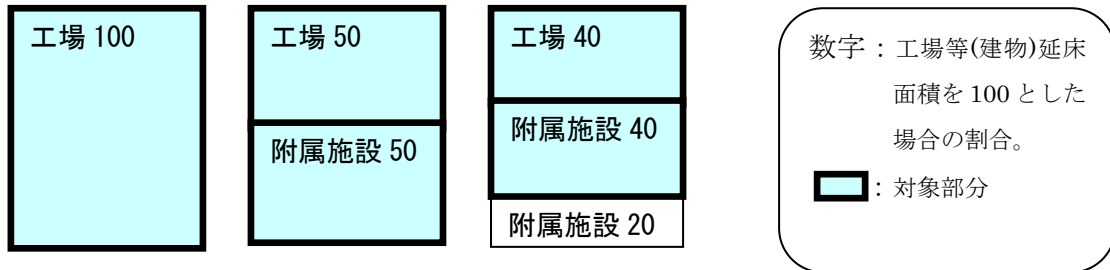 工場 100
工場 50
附属施設 50
工場 40
附属施設 40
附属施設 20
数字：工場等(建物)延床
面積を 100 とした
場合の割合。
：対象部分